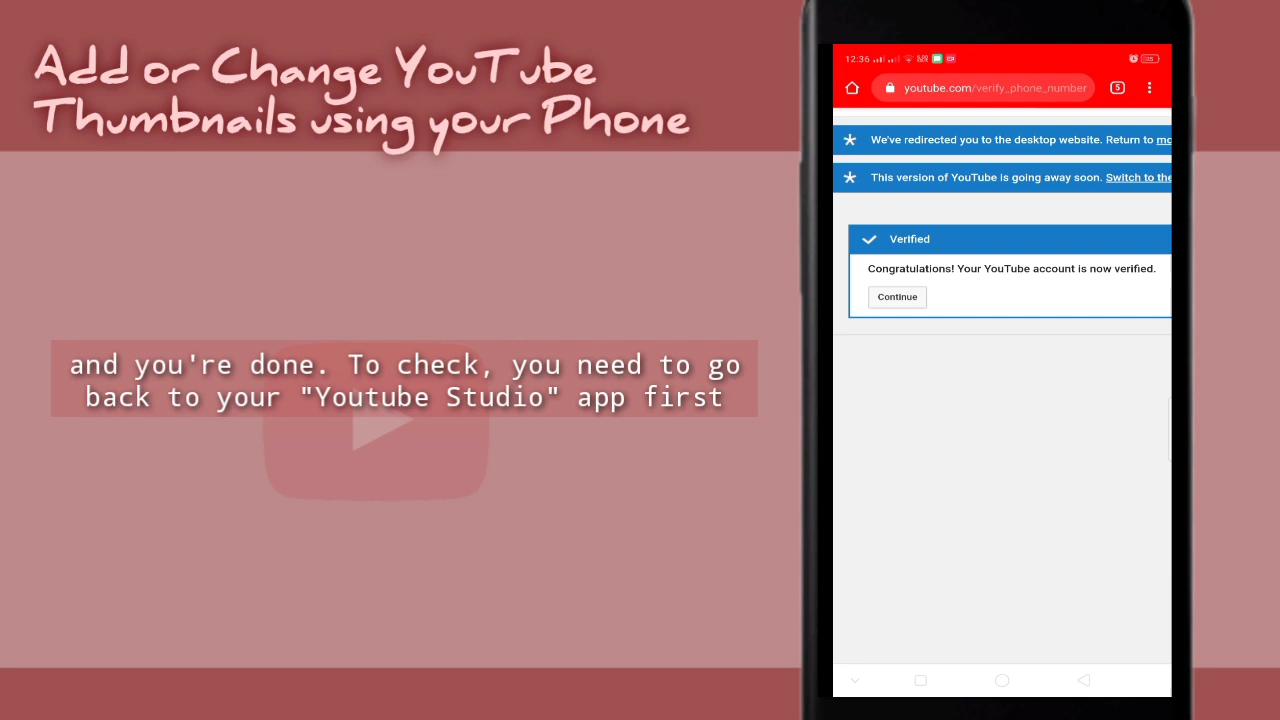 Add or Change YouTube
Thumbnails using your Phone
and you're done. To check, you need to go
back to your "Youtube Studio" app first
12:36
youtube.com/verify_phone_number
5
We've redirected you to the desktop website. Return to
This version of YouTube is going away soon. Switch to the
Verified
Congratulations! Your YouTube account is now verified.
Continue